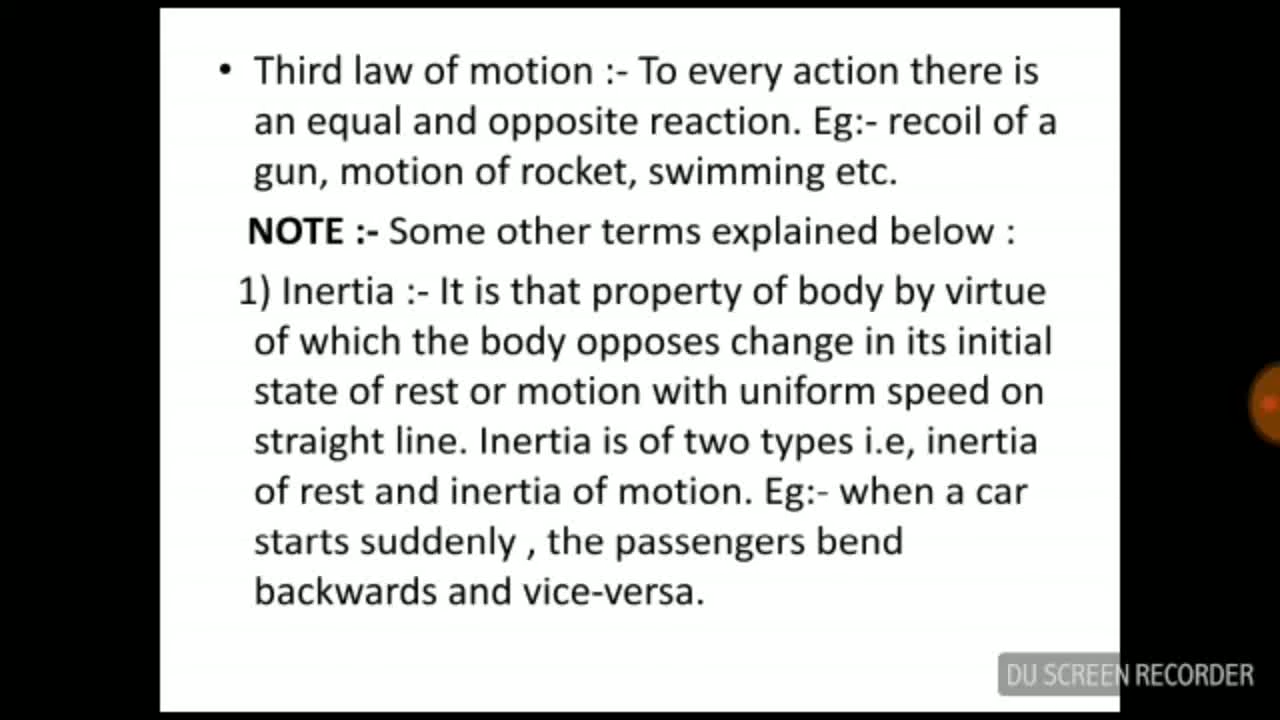 • Third law of motion :- To every action there is
an equal and opposite reaction. Eg:- recoil of a
gun, motion of rocket, swimming etc.
NOTE :- Some other terms explained below :
1) Inertia :- It is that property of body by virtue
of which the body opposes change in its initial
state of rest or motion with uniform speed on
straight line. Inertia is of two types i.e, inertia
of rest and inertia of motion. Eg:- when a car
starts suddenly , the passengers bend
backwards and vice-versa.
DU SCREEN RECORDER